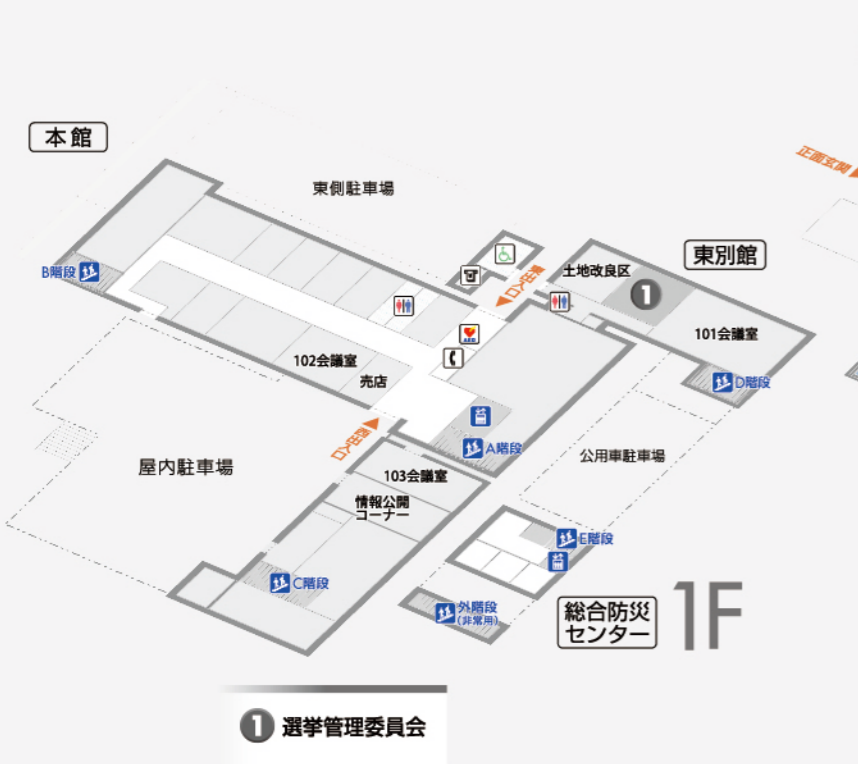 本館
正面玄関
東側駐車場
東別館
土地改良区
東出入口
B階段
1
101会議室
AED
102会議室
売店
D階段
西出入口
A階段
公用車駐車場
屋内駐車場
103会議室
情報公開
コーナー
E階段
C階段
外階段
(非常用)
総合防災
センター
1F
1 選挙管理委員会